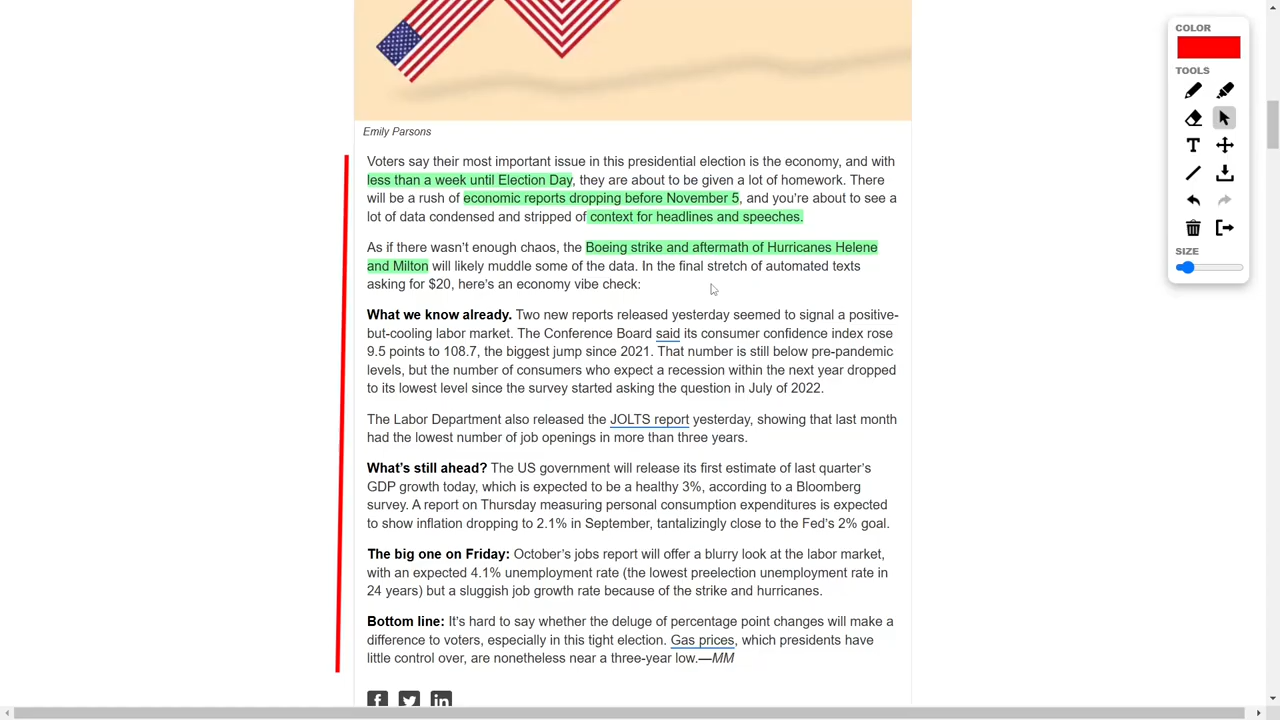 Emily Parsons
Voters say their most important issue in this presidential election is the economy, and with
less than a week until Election Day, they are about to be given a lot of homework. There
will be a rush of economic reports dropping before November 5, and you’re about to see a
lot of data condensed and stripped of context for headlines and speeches.
As if there wasn’t enough chaos, the Boeing strike and aftermath of Hurricanes Helene
and Milton will likely muddle some of the data. In the final stretch of automated texts
asking for $20, here’s an economy vibe check:
What we know already. Two new reports released yesterday seemed to signal a positive-
but-cooling labor market. The Conference Board said its consumer confidence index rose
9.5 points to 108.7, the biggest jump since 2021. That number is still below pre-pandemic
levels, but the number of consumers who expect a recession within the next year dropped
to its lowest level since the survey started asking the question in July of 2022.
The Labor Department also released the JOLTS report yesterday, showing that last month
had the lowest number of job openings in more than three years.
What’s still ahead? The US government will release its first estimate of last quarter’s
GDP growth today, which is expected to be a healthy 3%, according to a Bloomberg
survey. A report on Thursday measuring personal consumption expenditures is expected
to show inflation dropping to 2.1% in September, tantalizingly close to the Fed’s 2% goal.
The big one on Friday: October’s jobs report will offer a blurry look at the labor market,
with an expected 4.1% unemployment rate (the lowest preelection unemployment rate in
24 years) but a sluggish job growth rate because of the strike and hurricanes.
Bottom line: It’s hard to say whether the deluge of percentage point changes will make a
difference to voters, especially in this tight election. Gas prices, which presidents have
little control over, are nonetheless near a three-year low.—MM
COLOR
TOOLS
T
SIZE